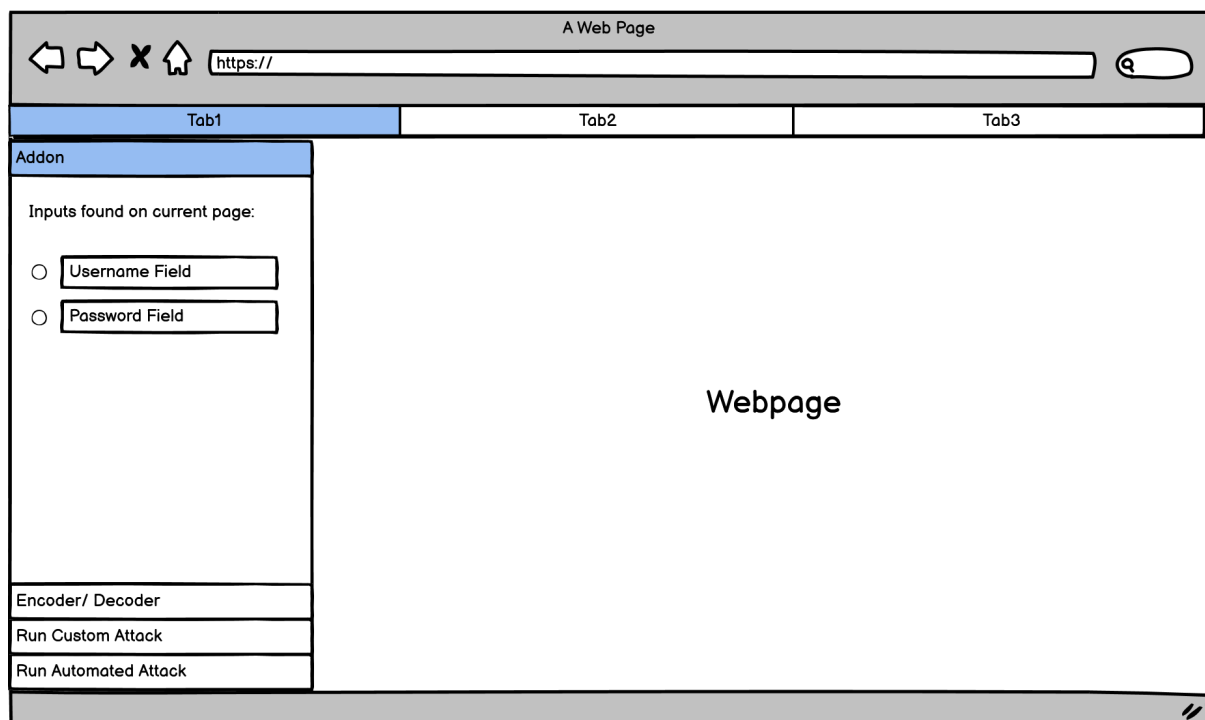 A Web Page
https://
Tab1
Tab2
Tab3
Addon
Inputs found on current page:
Username Field
Password Field
Webpage
Encoder/ Decoder
Run Custom Attack
Run Automated Attack